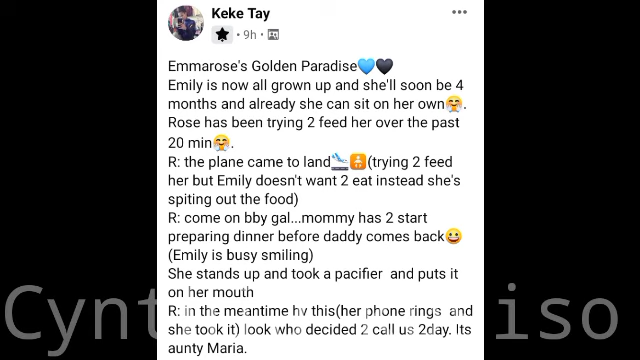 Keke Tay
• 9h •
Emmarose's Golden Paradise💙🖤
Emily is now all grown up and she'll soon be 4
months and already she can sit on her own🤗.
Rose has been trying 2 feed her over the past
20 min🤗.
R: the plane came to land🛬🚼(trying 2 feed
her but Emily doesn't want 2 eat instead she's
spiting out the food)
R: come on bby gal...mommy has 2 start
preparing dinner before daddy comes back😀
(Emily is busy smiling)
She stands up and took a pacifier and puts it
on her mouth
R: in the meantime hv this(her phone rings and
she took it) look who decided 2 call us 2day. Its
aunty Maria.